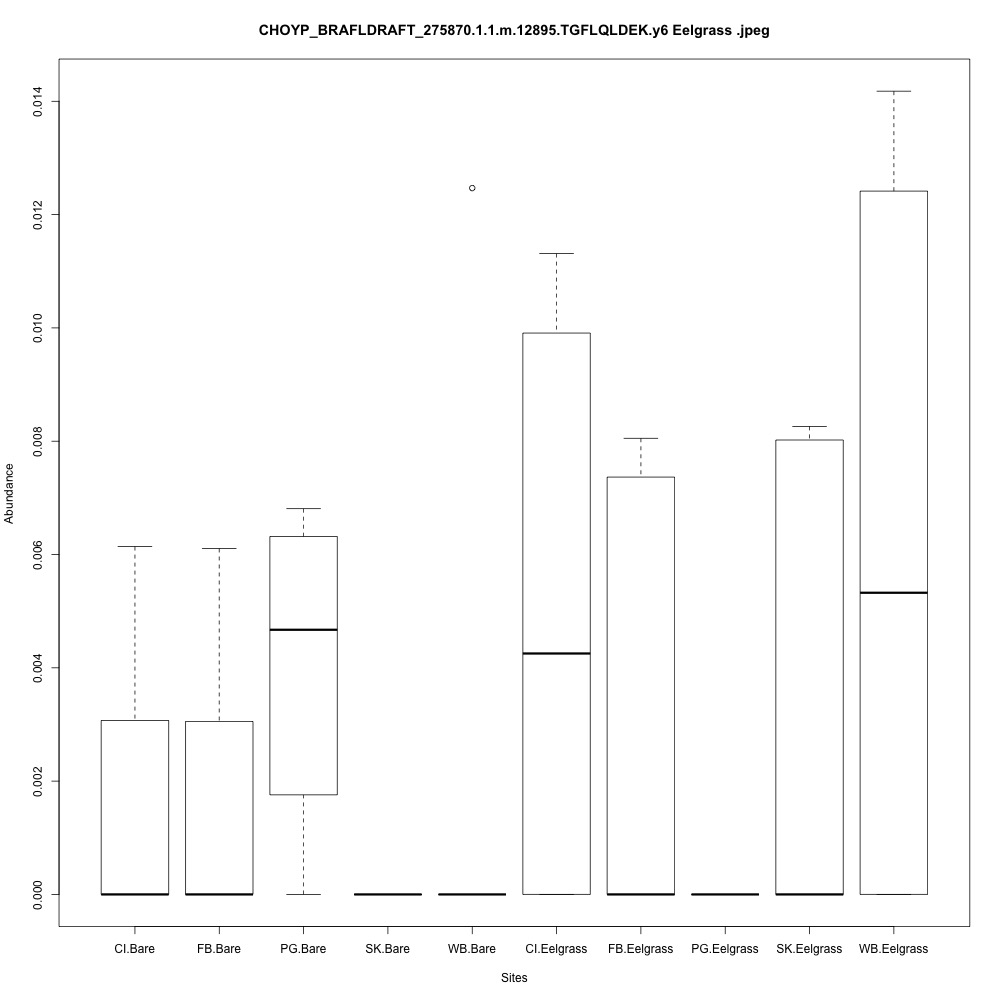 CHOYP_BRAFLDRAFT_275870.1.1.m.12895.TGFLQLDEK.y6 Eelgrass .jpeg
0.014
0.012
0.010
0.008
0.006
0.004
0.002
0.000
Abundance
CI.Bare FB.Bare PG.Bare SK.Bare WB.Bare CI.Eelgrass FB.Eelgrass PG.Eelgrass SK.Eelgrass WB.Eelgrass
Sites